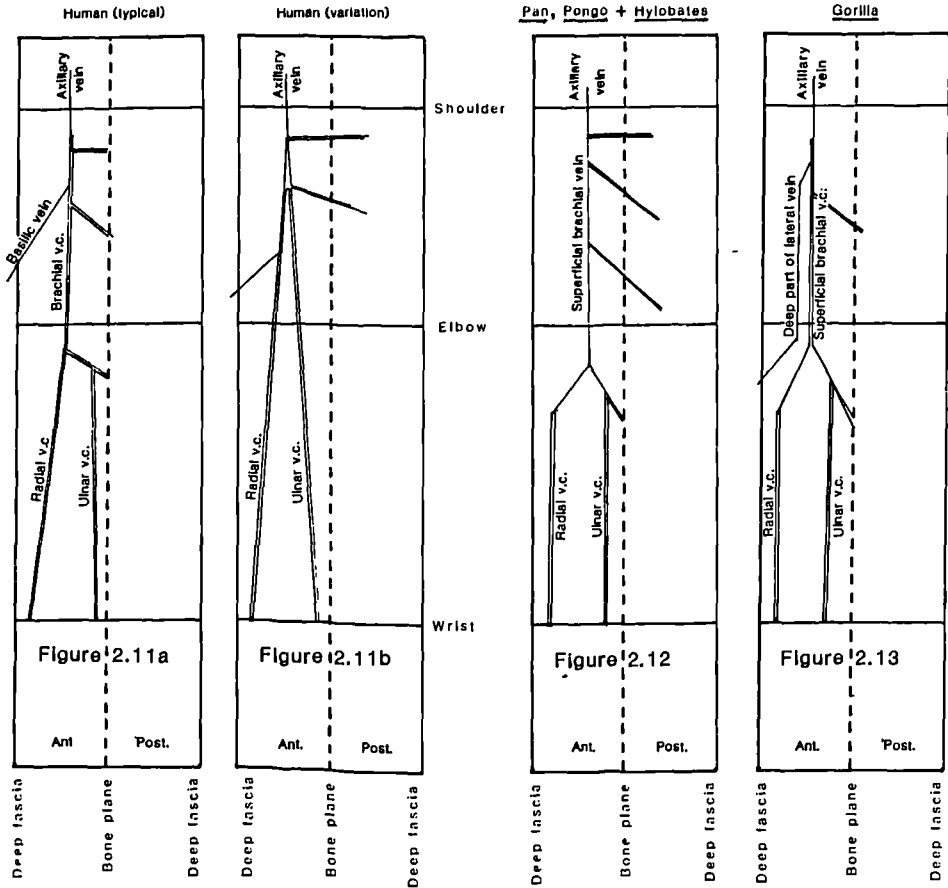 Human (typical)
Human (variation)
Pan, Pongo + Hylobates
Gorilla
Axillary
vein
Axillary
vein
Axillary
vein
Axillary
vein
Shoulder
Basilic vein
Brachial v.c.
Superficial brachial vein
Deep part of lateral vein
Superficial brachial v.c.
Elbow
Radial v.c
Ulnar v.c.
Radial v.c.
Ulnar v.c.
Radial v.c.
Ulnar v.c.
Radial v.c.
Ulnar v.c.
Wrist
Figure 2.11a
Figure 2.11b
Figure 2.12
Figure 2.13
Ant
Post.
Ant.
Post.
Ant.
Post.
Ant.
Post.
Deep fascia
Bone plane
Deep fascia
Deep fascia
Bone plane
Deep fascia
Deep fascia
Bone plane
Deep fascia
Deep fascia
Bone plane
Deep fascia